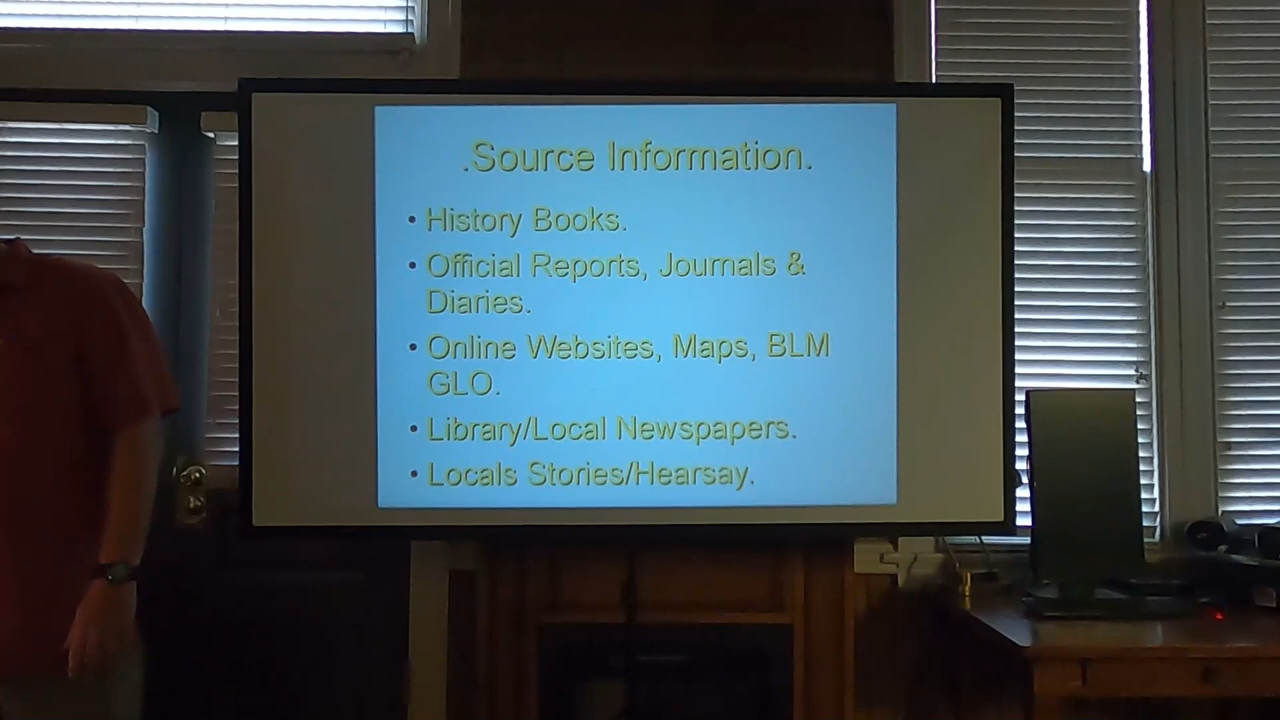 .Source Information.
• History Books.
• Official Reports, Journals &
Diaries.
• Online Websites, Maps, BLM
GLO.
• Library/Local Newspapers.
• Locals Stories/Hearsay.